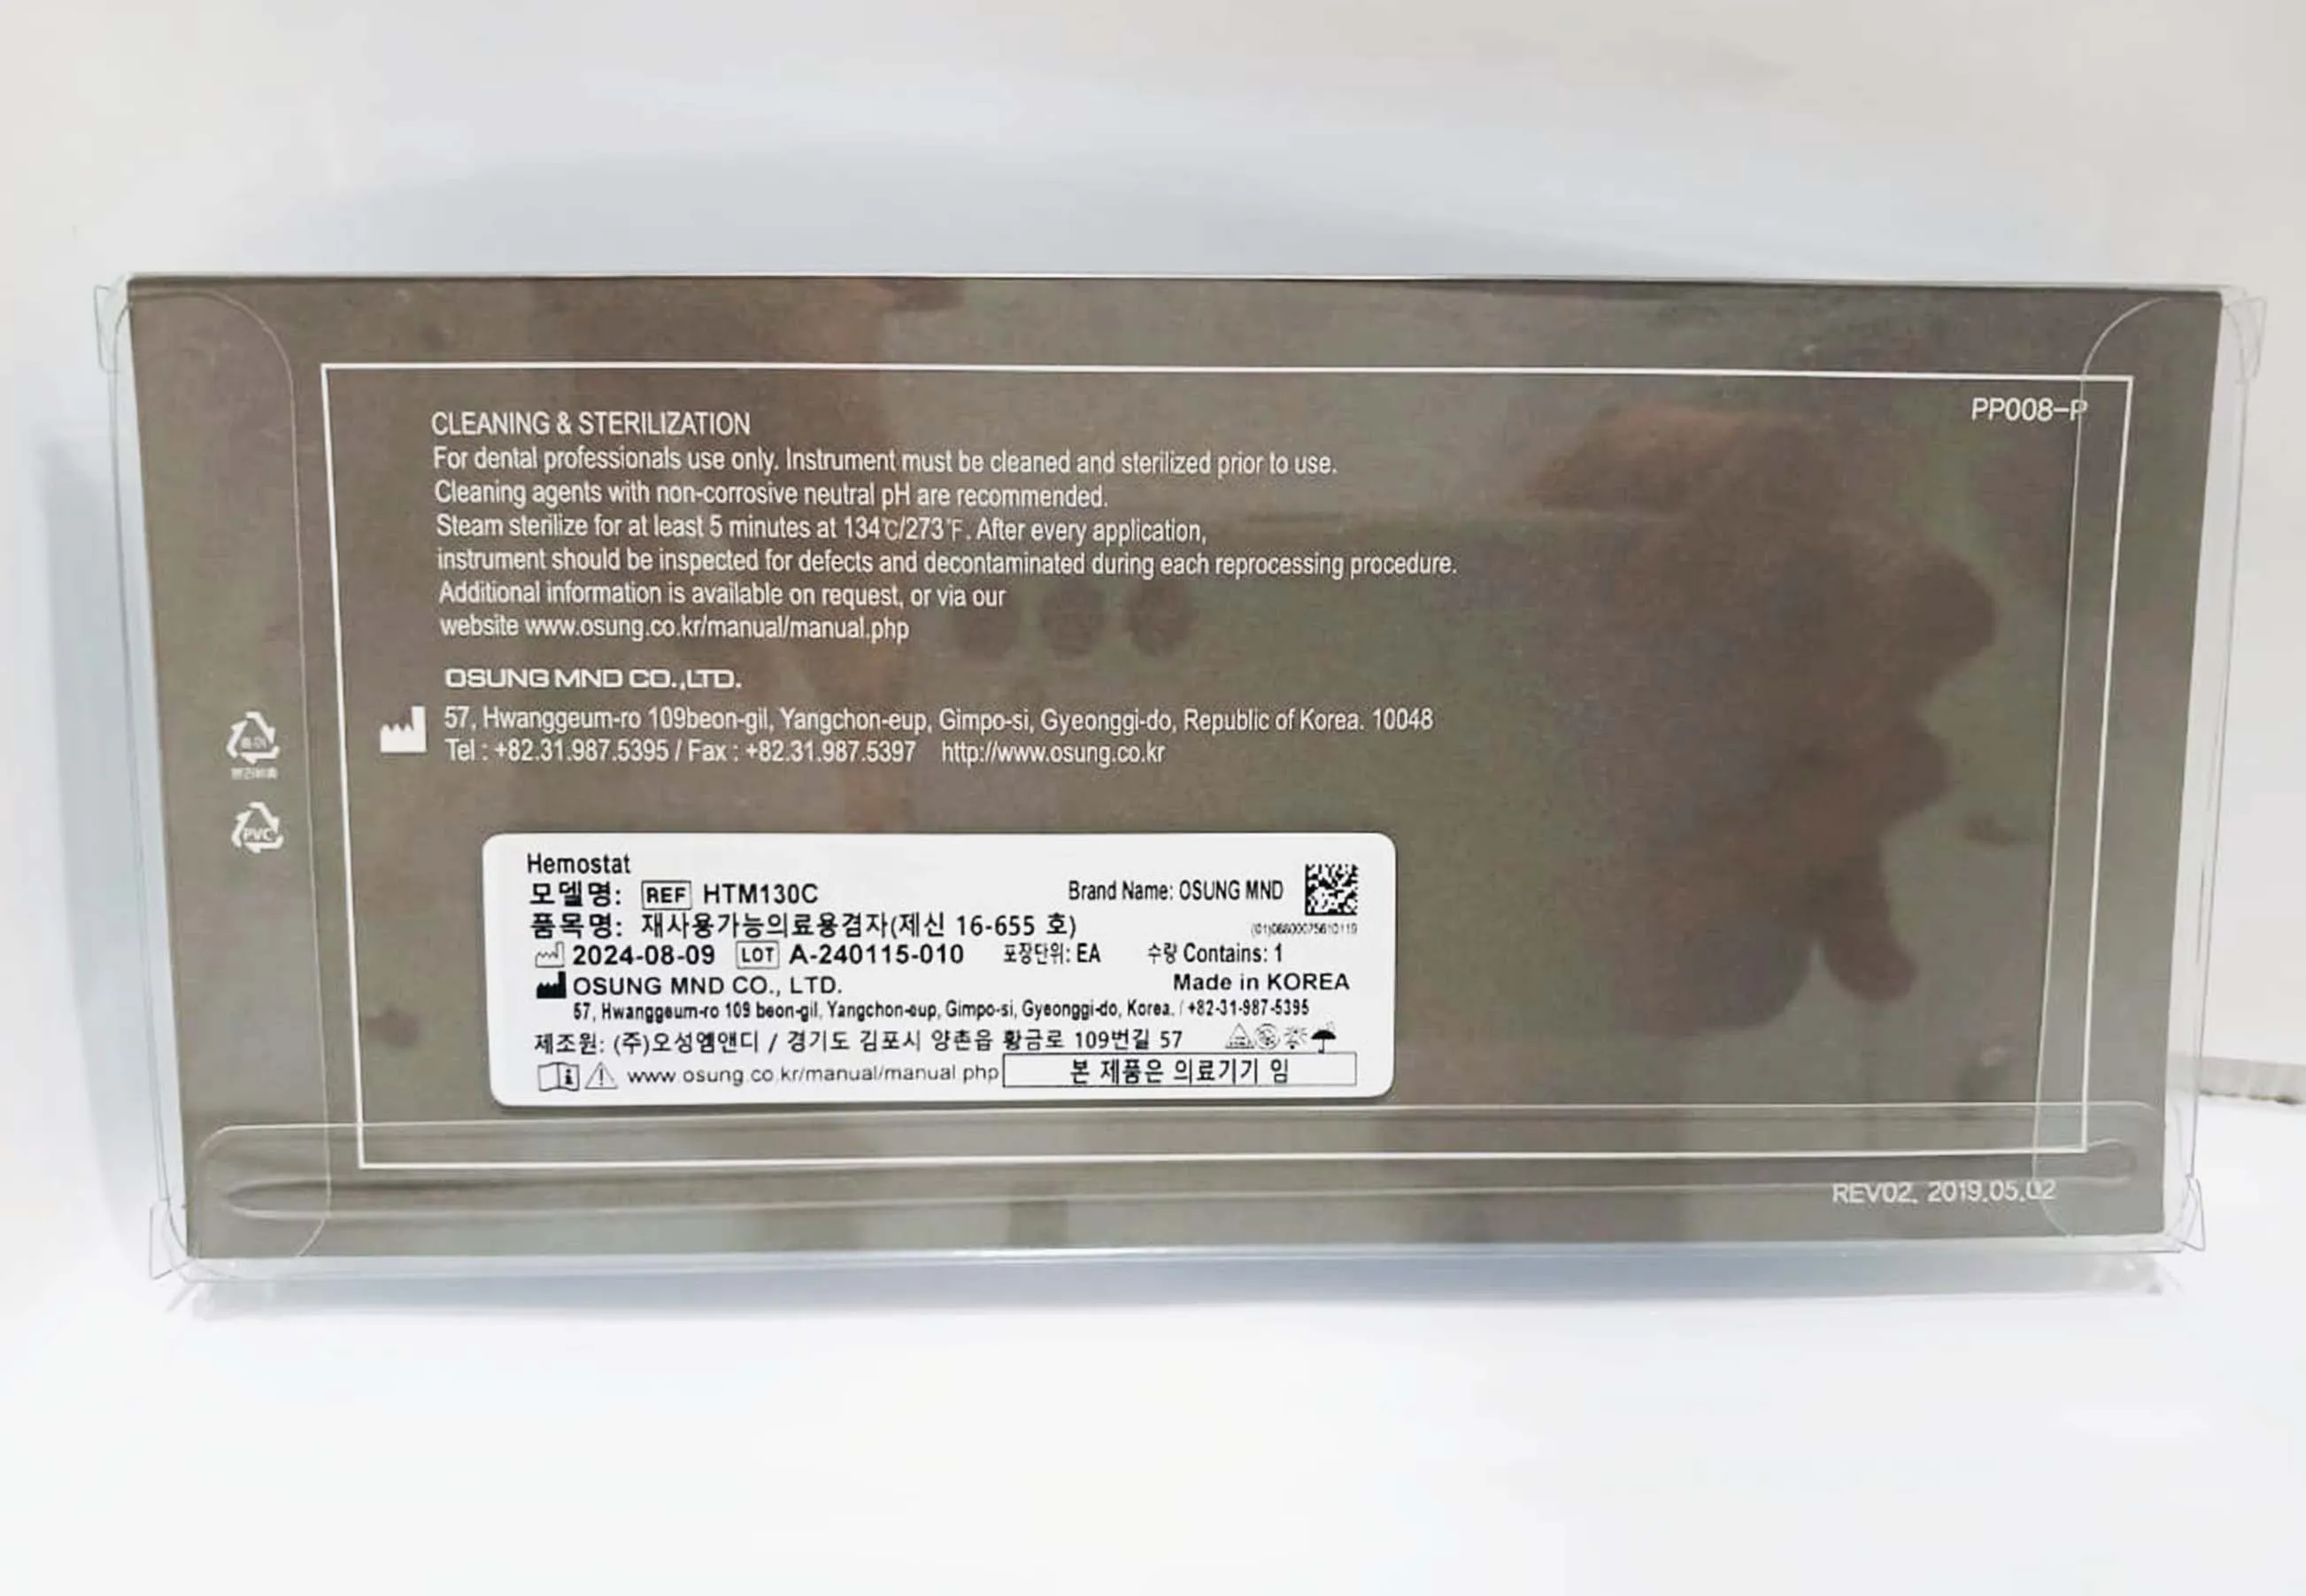 PP008-P
CLEANING & STERILIZATION
For dental professionals use only. Instrument must be cleaned and sterilized prior to use.
Cleaning agents with non-corrosive neutral pH are recommended.
Steam sterilize for at least 5 minutes at 134℃/273℉. After every application,
instrument should be inspected for defects and decontaminated during each reprocessing procedure.
Additional information is available on request, or via our
website www.osung.co.kr/manual/manual.php
OSUNG MND CO.,LTD.
57, Hwanggeum-ro 109beon-gil, Yangchon-eup, Gimpo-si, Gyeonggi-do, Republic of Korea. 10048
Tel : +82.31.987.5395 / Fax : +82.31.987.5397 http://www.osung.co.kr
PVC
Hemostat
모델명: REF HTM130C Brand Name: OSUNG MND
품목명: 재사용가능의료용겸자(제신 16-655 호)
2024-08-09 LOT A-240115-010 포장단위: EA 수량 Contains: 1
OSUNG MND CO., LTD. Made in KOREA
57, Hwanggeum-ro 109 beon-gil, Yangchon-eup, Gimpo-si, Gyeonggi-do, Korea. / +82-31-987-5395
제조원: (주)오성엠앤디 / 경기도 김포시 양촌읍 황금로 109번길 57
www.osung.co.kr/manual/manual.php 본 제품은 의료기기 임
REV02. 2019.05.02